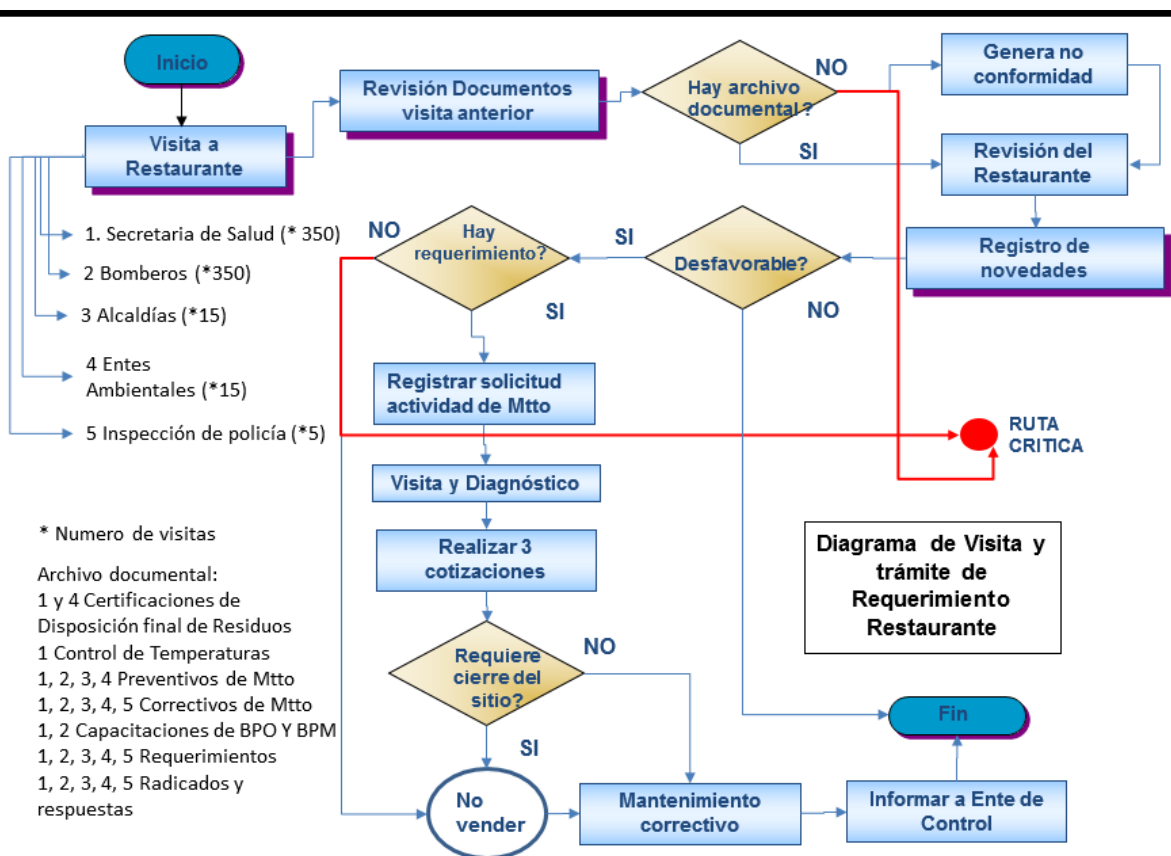 Inicio
Visita a
Restaurante
Revisión Documentos
visita anterior
Hay archivo
documental?
NO
SI
Genera no
conformidad
Revisión del
Restaurante
Registro de
novedades
Desfavorable?
SI
NO
Hay
requerimiento?
NO
SI
1. Secretaria de Salud (* 350)
2 Bomberos (*350)
3 Alcaldías (*15)
4 Entes
Ambientales (*15)
5 Inspección de policía (*5)
Registrar solicitud
actividad de Mtto
RUTA
CRITICA
Visita y Diagnóstico
Realizar 3
cotizaciones
Requiere
cierre del
sitio?
NO
SI
* Numero de visitas
Archivo documental:
1 y 4 Certificaciones de
Disposición final de Residuos
1 Control de Temperaturas
1, 2, 3, 4 Preventivos de Mtto
1, 2, 3, 4, 5 Correctivos de Mtto
1, 2 Capacitaciones de BPO Y BPM
1, 2, 3, 4, 5 Requerimientos
1, 2, 3, 4, 5 Radicados y
respuestas
Diagrama de Visita y
trámite de
Requerimiento
Restaurante
No
vender
Mantenimiento
correctivo
Informar a Ente de
Control
Fin